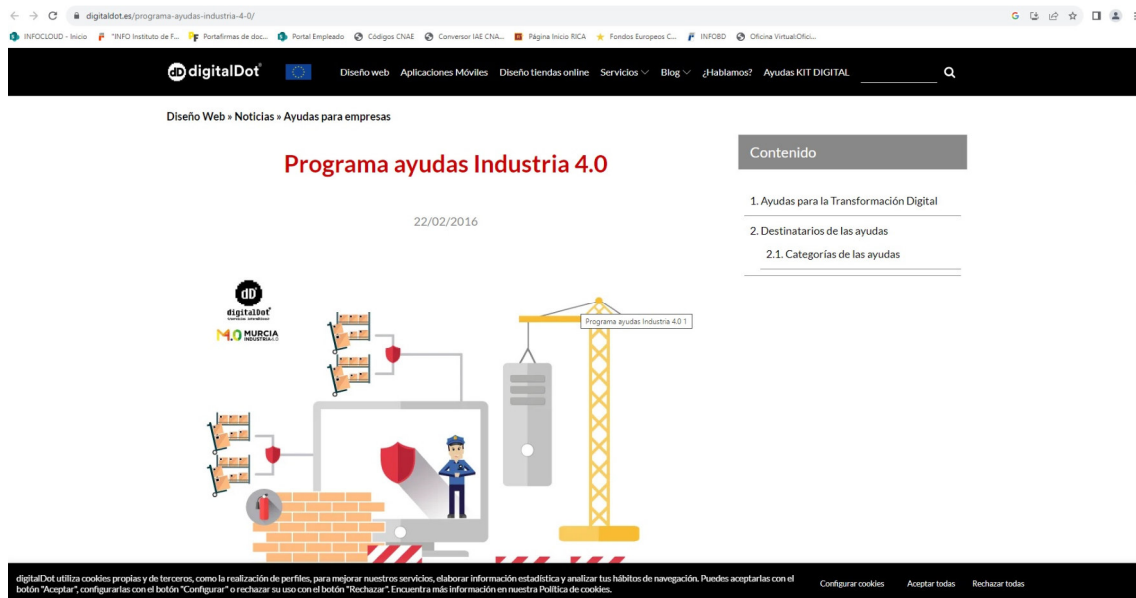 digitaldot.es/programa-ayudas-industria-4-0/
INFOCLOUD - Inicio "INFO Instituto de F... Portafirmas de doc... Portal Empleado Códigos CNAE Conversor IAE CNA... Página Inicio RICA Fondos Europeos C... INFOBD Oficina Virtual:Ofici...
digitalDot Diseño web Aplicaciones Móviles Diseño tiendas online Servicios Blog ¿Hablamos? Ayudas KIT DIGITAL
Diseño Web » Noticias » Ayudas para empresas
Programa ayudas Industria 4.0
22/02/2016
Contenido
1. Ayudas para la Transformación Digital
2. Destinatarios de las ayudas
2.1. Categorías de las ayudas
dD
digitalDot
4.0 MURCIA
INDUSTRIA4.0
Programa ayudas Industria 4.0 1
digitalDot utiliza cookies propias y de terceros, como la realización de perfiles, para mejorar nuestros servicios, elaborar información estadística y analizar tus hábitos de navegación. Puedes aceptarlas con el
botón "Aceptar", configurarlas con el botón "Configurar" o rechazar su uso con el botón "Rechazar". Encuentra más información en nuestra Política de cookies.
Configurar cookies Aceptar todas Rechazar todas